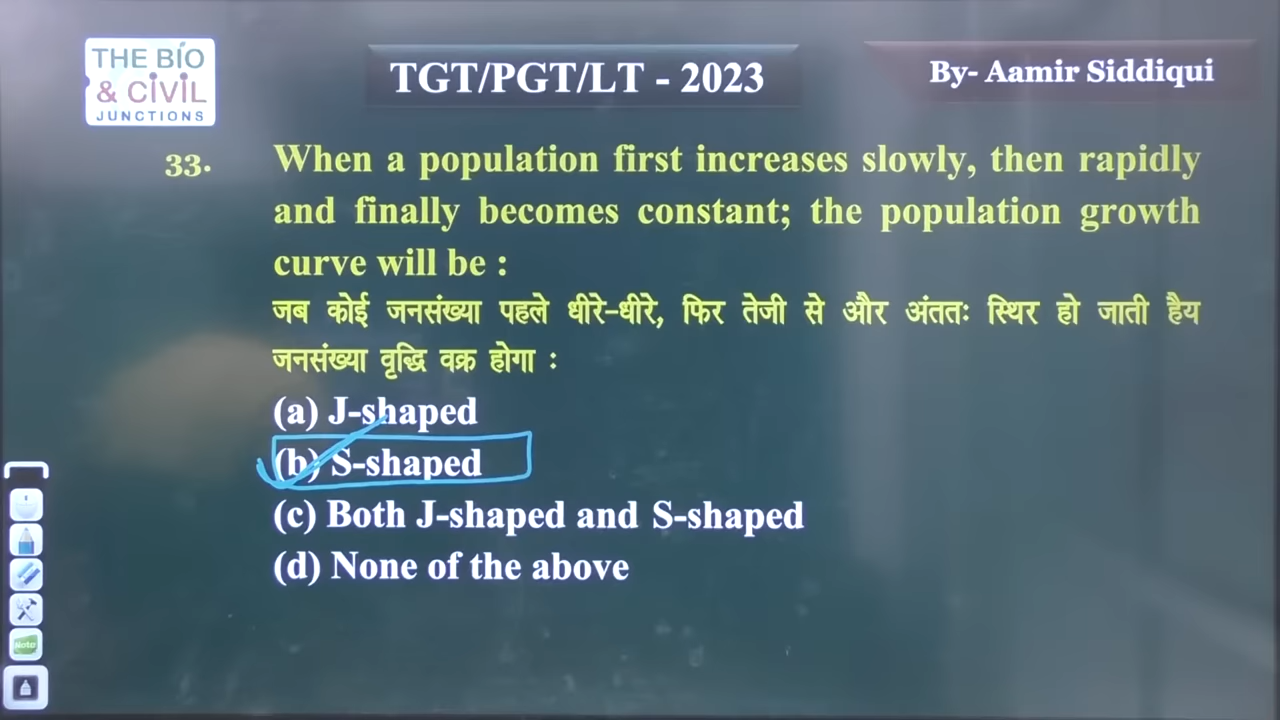 THE BIO
& CIVIL
JUNCTIONS
TGT/PGT/LT - 2023
By- Aamir Siddiqui
33. When a population first increases slowly, then rapidly
and finally becomes constant; the population growth
curve will be :
जब कोई जनसंख्या पहले धीरे-धीरे, फिर तेजी से और अंततः स्थिर हो जाती हैय
जनसंख्या वृद्धि वक्र होगा :
(a) J-shaped
(b) S-shaped
(c) Both J-shaped and S-shaped
(d) None of the above
Note